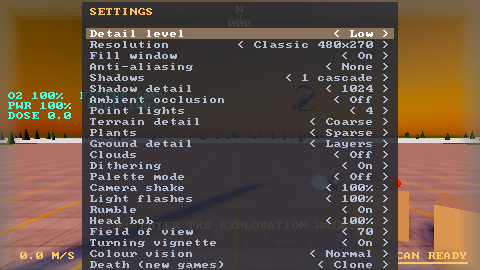 SETTINGS
N
000
Detail level < Low >
Resolution < Classic 480x270 >
Fill window < On >
Anti-aliasing < None >
Shadows < 1 cascade >
Shadow detail < 1024 >
Ambient occlusion < Off >
Point lights < 4 >
Terrain detail < Coarse >
Plants < Sparse >
Ground detail < Layers >
Clouds < Off >
Dithering < On >
Palette mode < Off >
Camera shake < 100% >
Light flashes < 100% >
Rumble < On >
Head bob < 100% >
Field of view < 70 >
Turning vignette < On >
Colour vision < Normal >
Death (new games) < Clone >
O2 100%
PWR 100%
DOSE 0.0
THE EXPLORATION
0.0 M/S
CAN READY